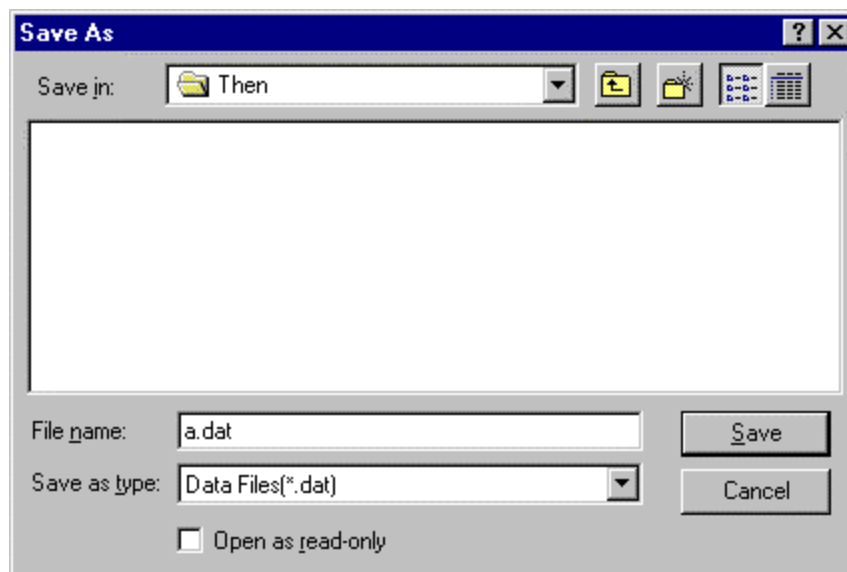 Save As
Save in: Then
File name: a.dat Save
Save as type: Data Files(*.dat) Cancel
Open as read-only